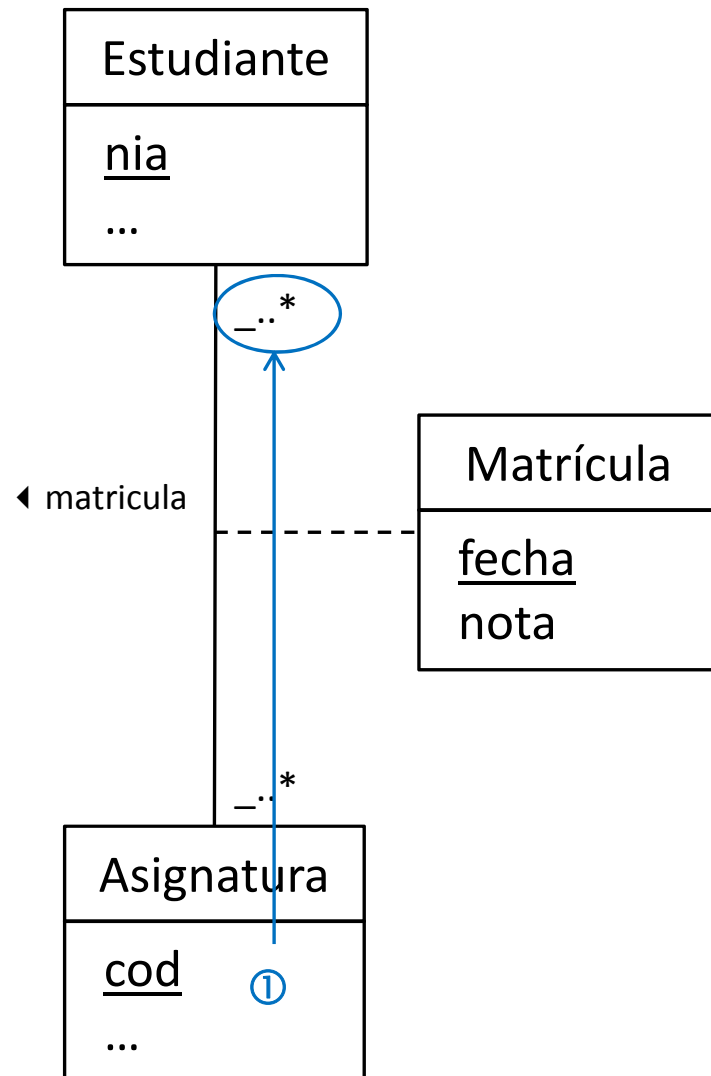 Estudiante
nia
...
_..*
Matrícula
◀ matricula
fecha
nota
_..*
Asignatura
cod
①
...